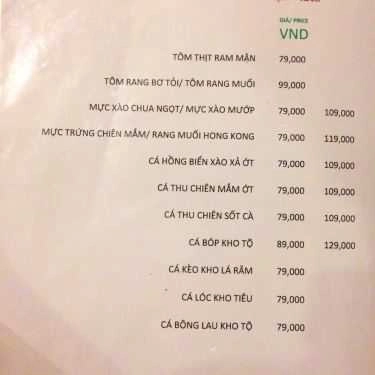 GIÁ/ PRICE
VND
TÔM THỊT RAM MẶN 79,000
TÔM RANG BƠ TỎI/ TÔM RANG MUỐI 99,000
MỰC XÀO CHUA NGỌT/ MỰC XÀO MƯỚP 79,000 109,000
MỰC TRỨNG CHIÊN MẮM/ RANG MUỐI HONG KONG 79,000 119,000
CÁ HỒNG BIỂN XÀO XẢ ỚT 79,000 109,000
CÁ THU CHIÊN MẮM ỚT 79,000 109,000
CÁ THU CHIÊN SỐT CÀ 79,000 109,000
CÁ BÓP KHO TỘ 89,000 129,000
CÁ KÈO KHO LÁ RĂM 79,000
CÁ LÓC KHO TIÊU 79,000
CÁ BÔNG LAU KHO TỘ 79,000